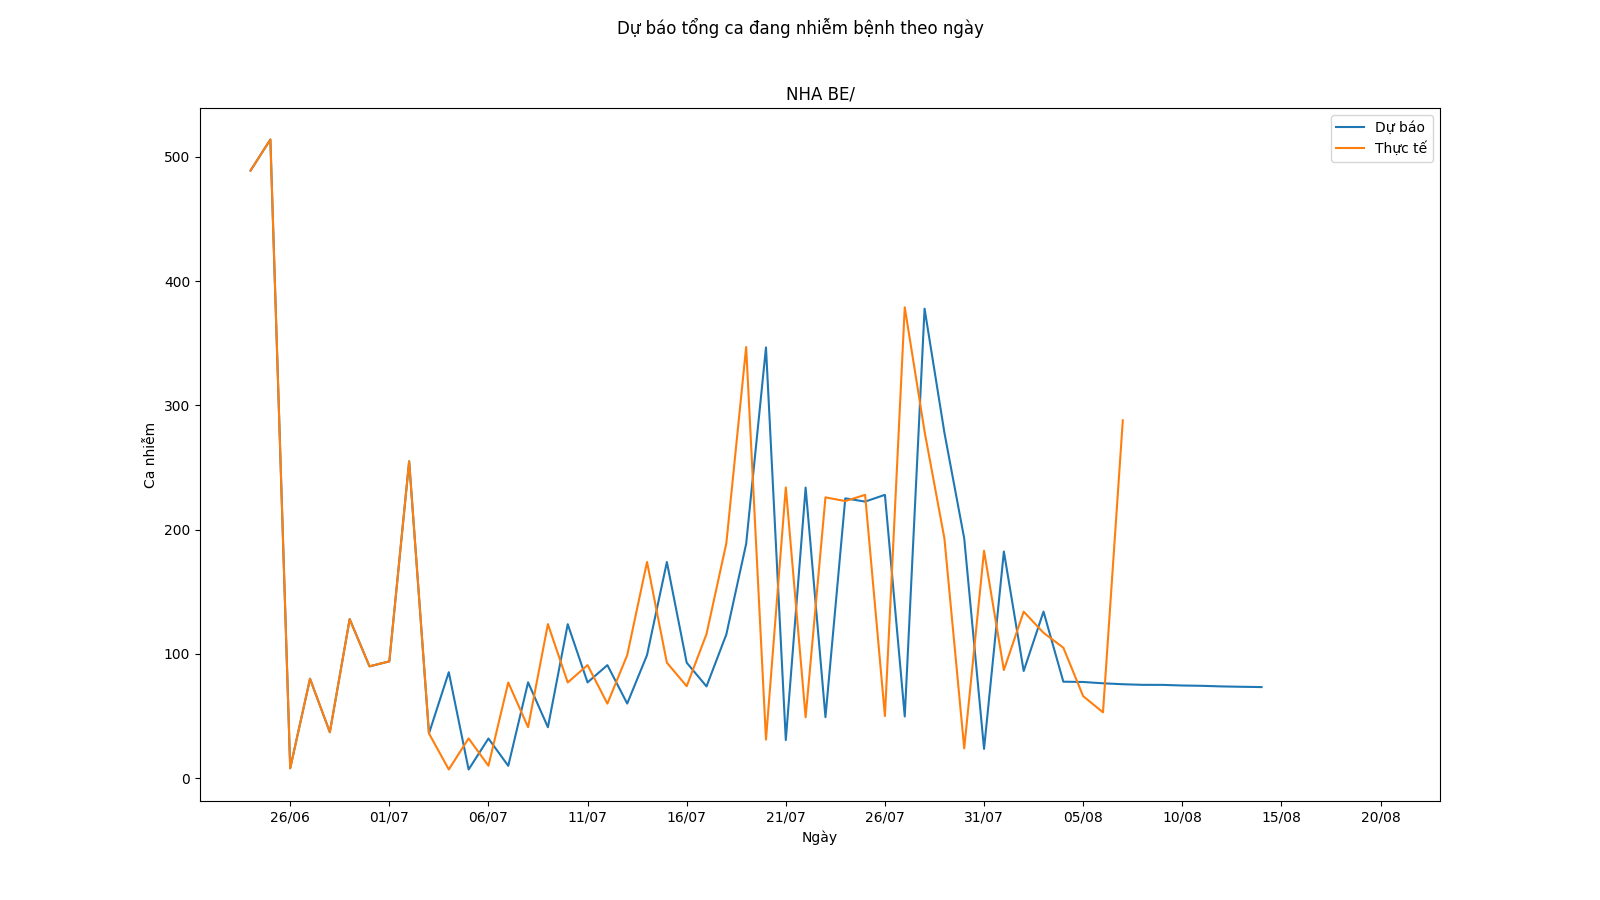 Dự báo tổng ca đang nhiễm bệnh theo ngày
NHA BE/
Dự báo
Thực tế
500
400
300
200
100
0
Ca nhiễm
26/06 01/07 06/07 11/07 16/07 21/07 26/07 31/07 05/08 10/08 15/08 20/08
Ngày